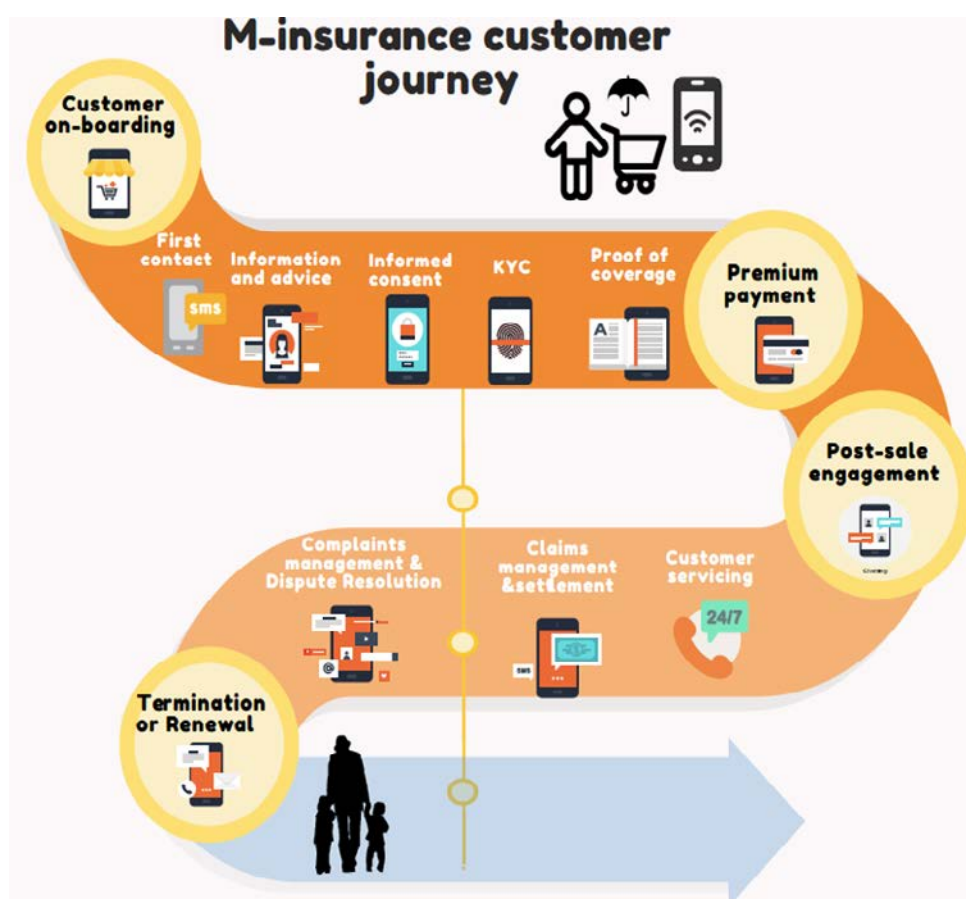 M-insurance customer
journey
Customer
on-boarding
First
contact
sms
Information
and advice
Informed
consent
KYC
Proof of
coverage
A
Premium
payment
Post-sale
engagement
Customer
servicing
24/7
Claims
management
&settlement
SMS
Complaints
management &
Dispute Resolution
@
Termination
or Renewal